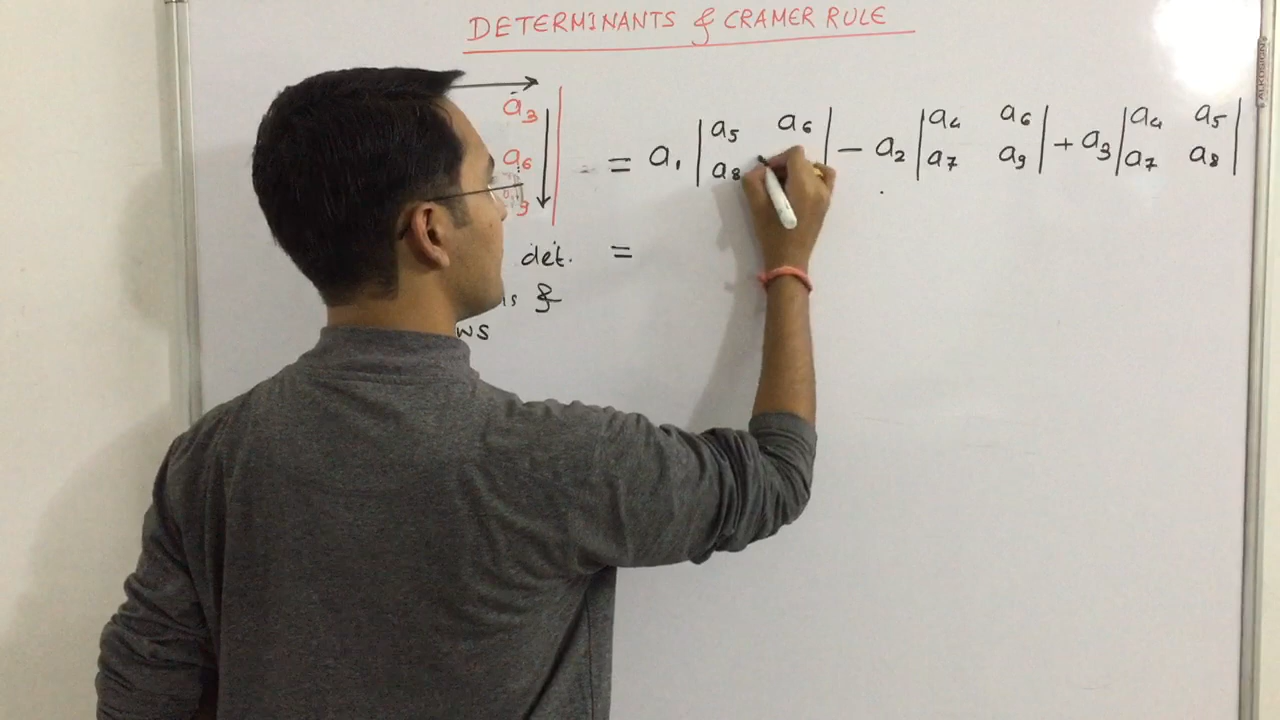 DETERMINANTS & CRAMER RULE
a₃
a₆
= a₁ | a₅ a₆ | − a₂ | a₄ a₆ | + a₃ | a₄ a₅ |
a₈ a₇ a₉ a₇ a₈
det. =
&
ALKOSIGN